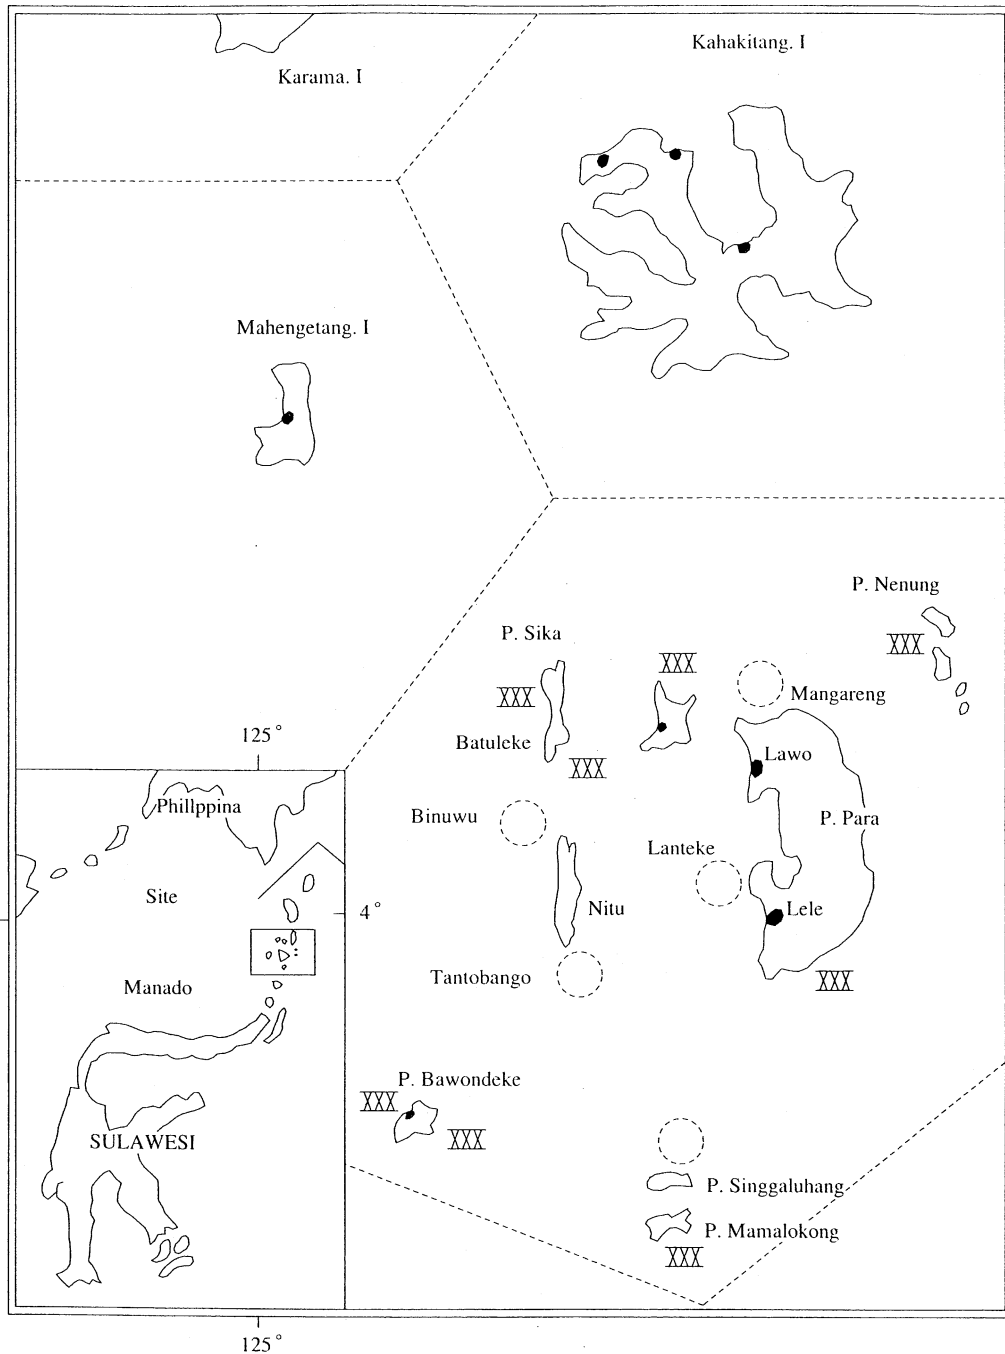 Kahakitang. I
Karama. I
Mahengetang. I
P. Nenung
P. Sika
XXX
XXX
XXX
Mangareng
125°
Batuleke
Lawo
XXX
Phillppina
Binuwu
P. Para
Lanteke
Site
4°
Nitu
Lele
Tantobango
XXX
Manado
P. Bawondeke
XXX
XXX
SULAWESI
P. Singgaluhang
P. Mamalokong
XXX
125°